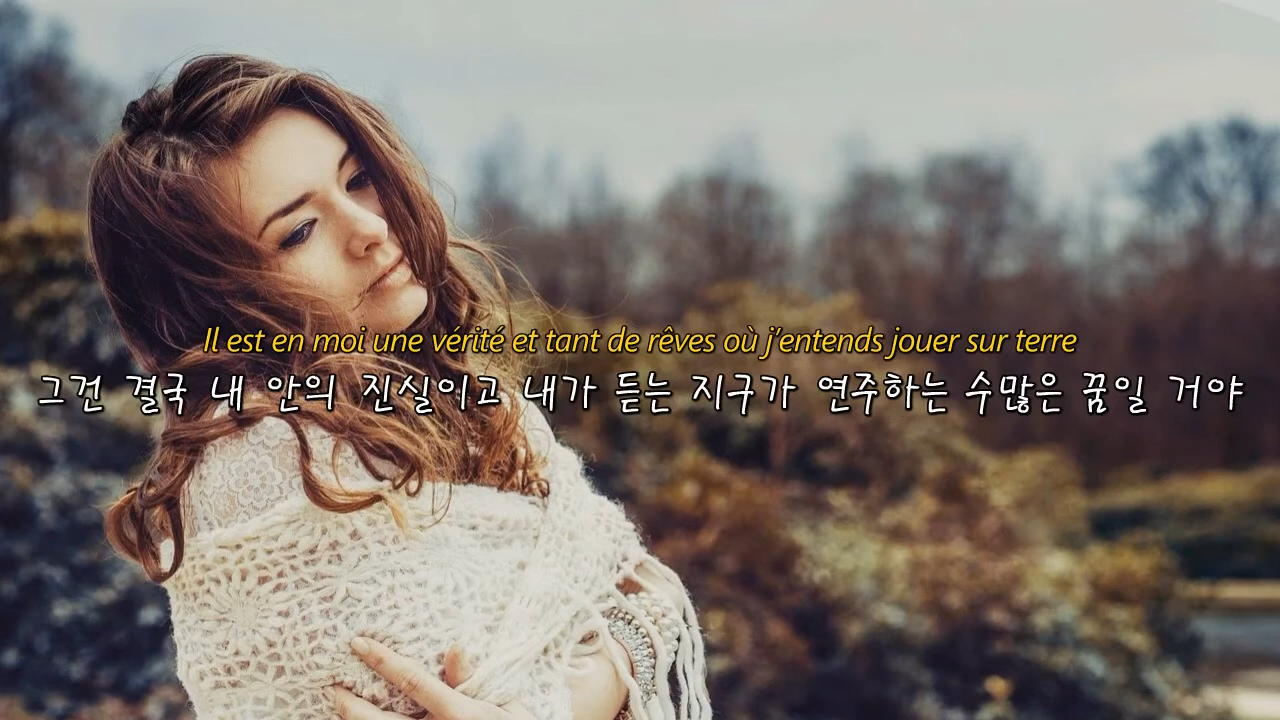 Il est en moi une vérité et tant de rêves où j’entends jouer sur terre
그건 결국 내 안의 진실이고 내가 듣는 지구가 연주하는 수많은 꿈일 거야